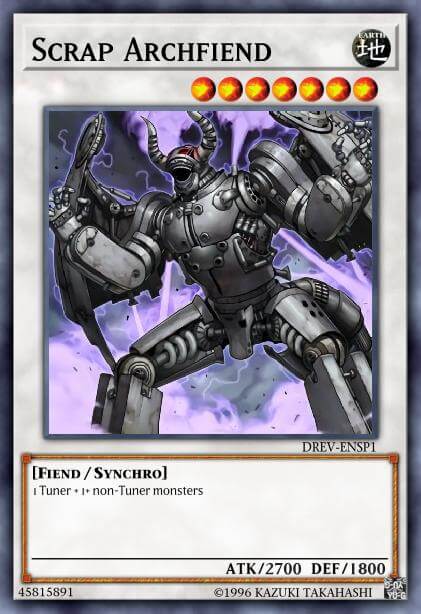 SCRAP ARCHFIEND
EARTH
地
DREV-ENSP1
[FIEND / SYNCHRO]
1 Tuner + 1+ non-Tuner monsters
ATK/2700 DEF/1800
45815891
©1996 KAZUKI TAKAHASHI